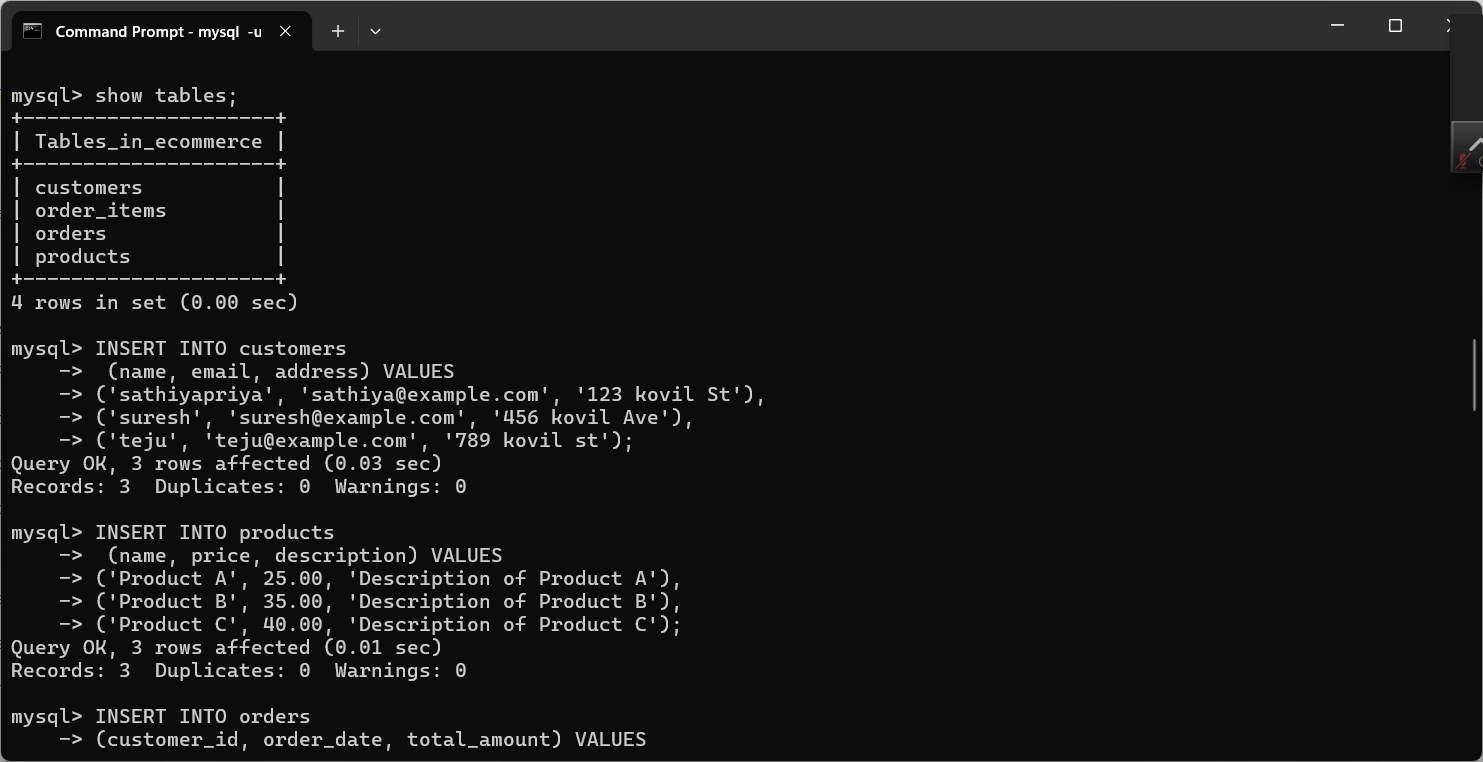 Command Prompt - mysql  -u
mysql> show tables;
+---------------------+
| Tables_in_ecommerce |
+---------------------+
| customers           |
| order_items         |
| orders              |
| products            |
+---------------------+
4 rows in set (0.00 sec)
mysql> INSERT INTO customers
    ->  (name, email, address) VALUES
    -> ('sathiyapriya', 'sathiya@example.com', '123 kovil St'),
    -> ('suresh', 'suresh@example.com', '456 kovil Ave'),
    -> ('teju', 'teju@example.com', '789 kovil st');
Query OK, 3 rows affected (0.03 sec)
Records: 3  Duplicates: 0  Warnings: 0
mysql> INSERT INTO products
    ->  (name, price, description) VALUES
    -> ('Product A', 25.00, 'Description of Product A'),
    -> ('Product B', 35.00, 'Description of Product B'),
    -> ('Product C', 40.00, 'Description of Product C');
Query OK, 3 rows affected (0.01 sec)
Records: 3  Duplicates: 0  Warnings: 0
mysql> INSERT INTO orders
    -> (customer_id, order_date, total_amount) VALUES